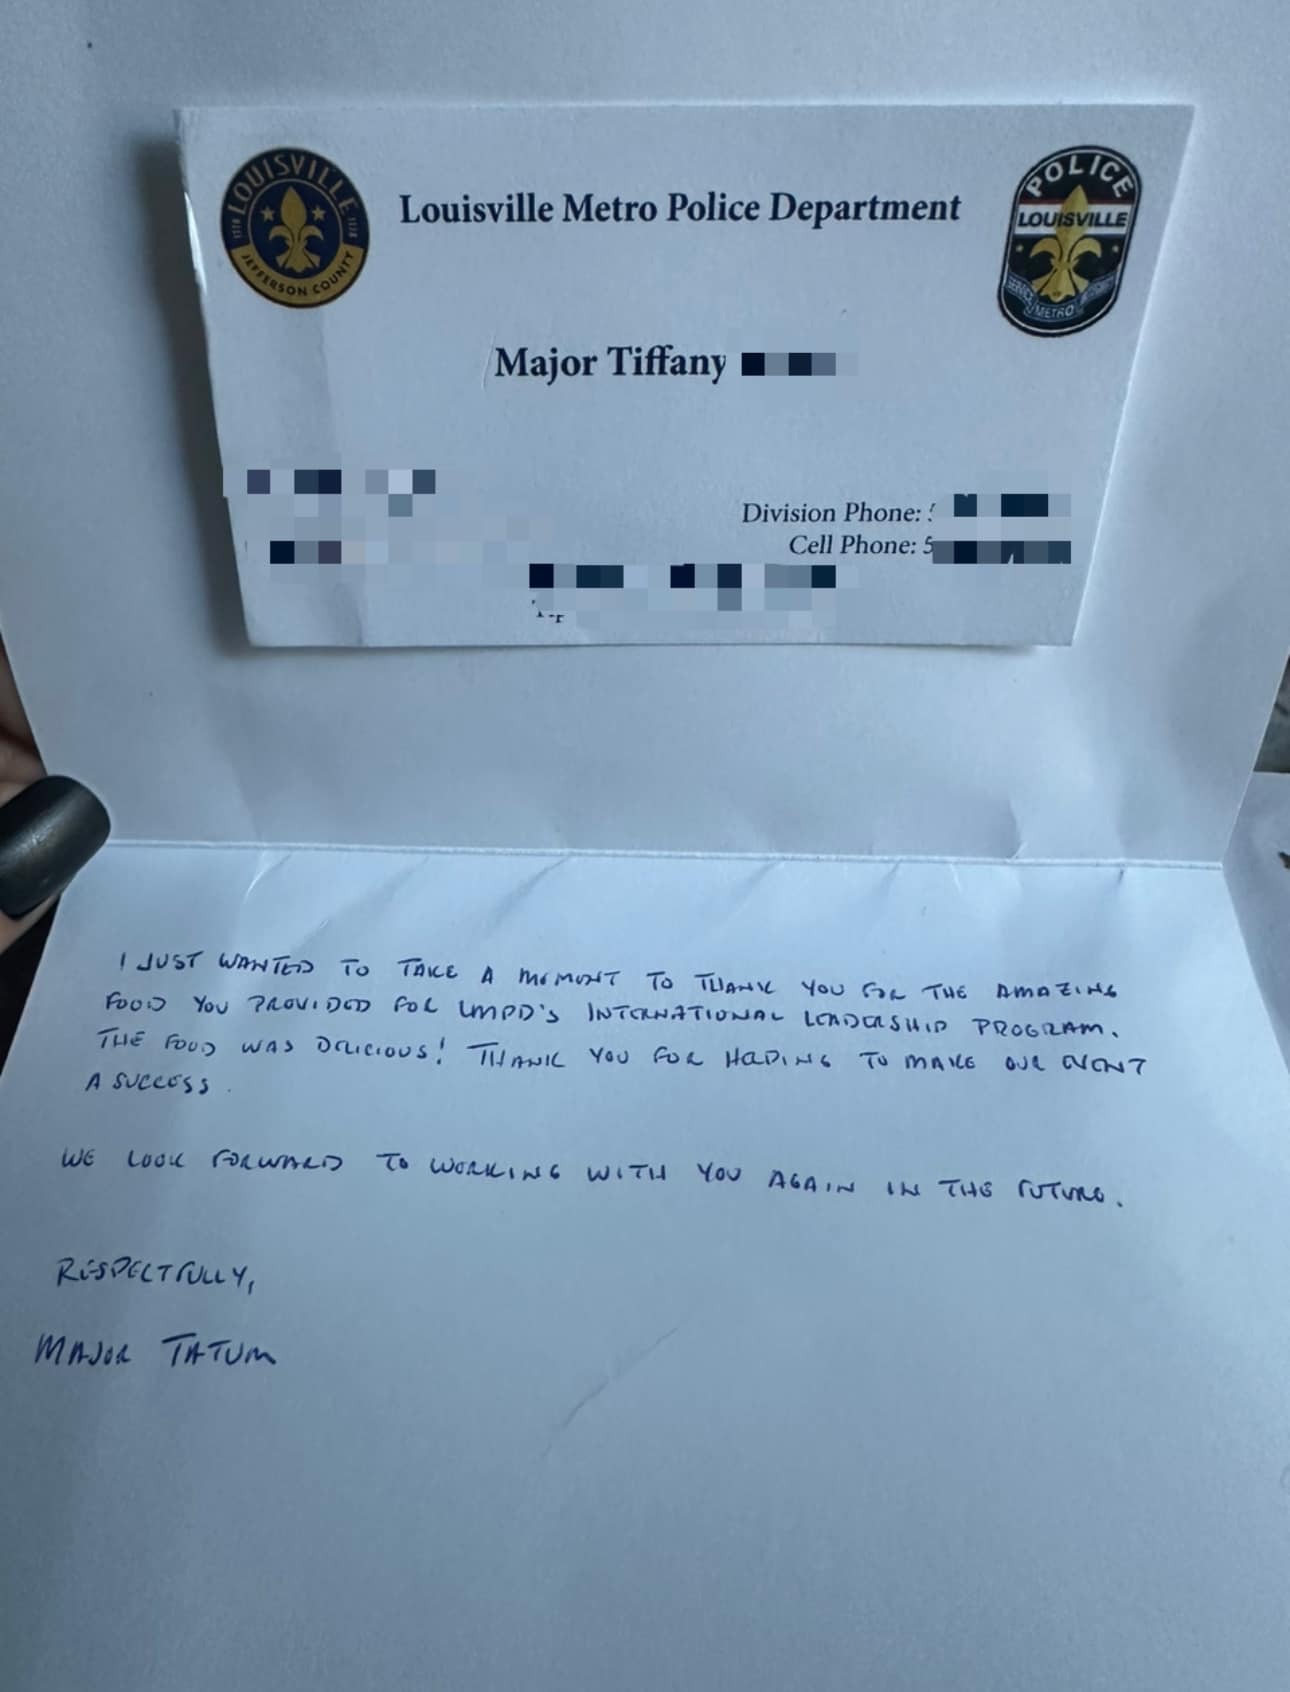 LOUISVILLE
1778 1778
JEFFERSON COUNTY
Louisville Metro Police Department
POLICE
LOUISVILLE
METRO
Major Tiffany
Division Phone:
Cell Phone: 5
I JUST WANTED TO TAKE A MOMENT TO THANK YOU FOR THE AMAZING
FOOD YOU PROVIDED FOR LMPD'S INTERNATIONAL LEADERSHIP PROGRAM.
THE FOOD WAS DELICIOUS! THANK YOU FOR HELPING TO MAKE OUR EVENT
A SUCCESS.
WE LOOK FORWARD TO WORKING WITH YOU AGAIN IN THE FUTURE.
RESPECTFULLY,
MAJOR TATUM